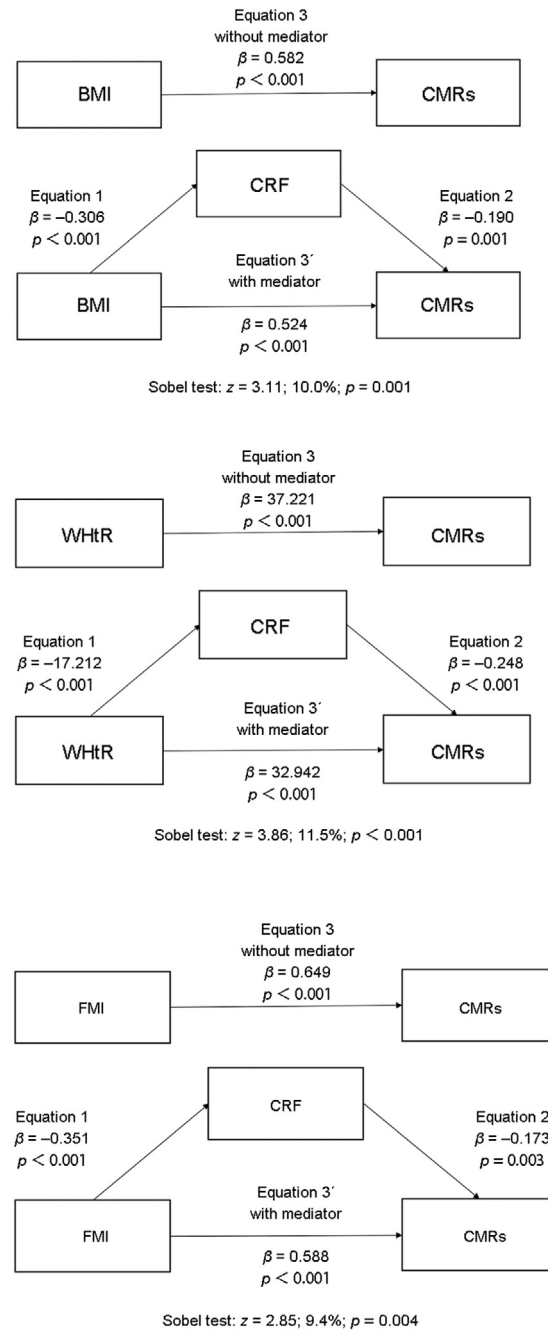 Equation 3
without mediator
β = 0.582
p < 0.001
BMI
CMRs
CRF
Equation 1
β = −0.306
p < 0.001
Equation 2
β = −0.190
p = 0.001
Equation 3′
with mediator
BMI
CMRs
β = 0.524
p < 0.001
Sobel test: z = 3.11; 10.0%; p = 0.001
Equation 3
without mediator
β = 37.221
p < 0.001
WHtR
CMRs
CRF
Equation 1
β = −17.212
p < 0.001
Equation 2
β = −0.248
p < 0.001
Equation 3′
with mediator
WHtR
CMRs
β = 32.942
p < 0.001
Sobel test: z = 3.86; 11.5%; p < 0.001
Equation 3
without mediator
β = 0.649
p < 0.001
FMI
CMRs
CRF
Equation 1
β = −0.351
p < 0.001
Equation 2
β = −0.173
p = 0.003
Equation 3′
with mediator
FMI
CMRs
β = 0.588
p < 0.001
Sobel test: z = 2.85; 9.4%; p = 0.004